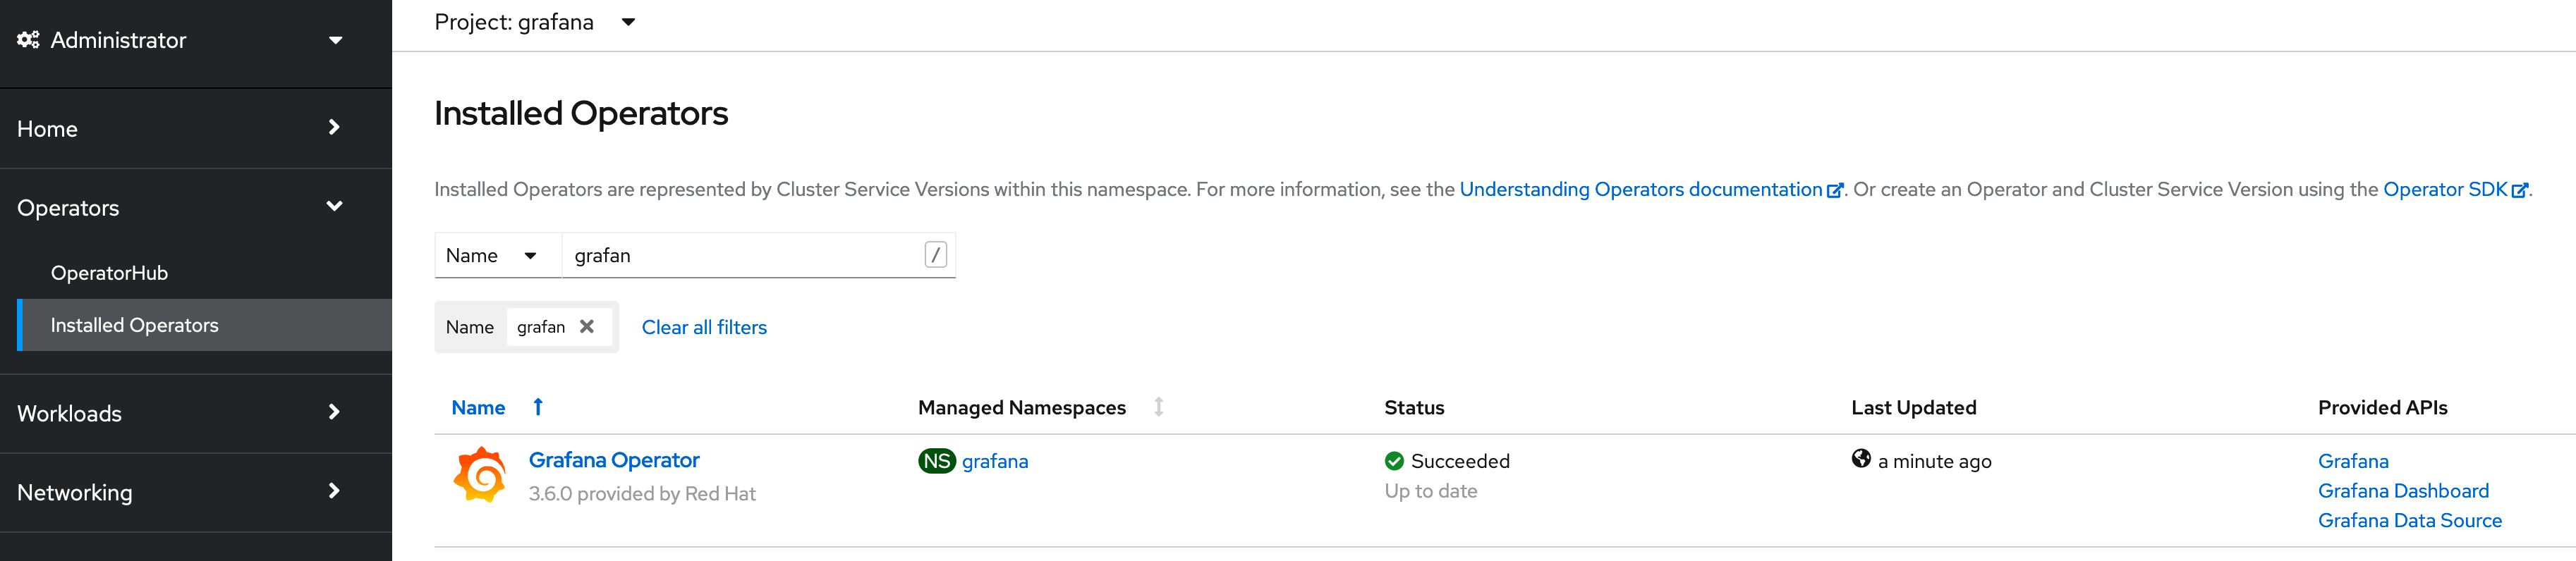 Administrator
Home
Operators
OperatorHub
Installed Operators
Workloads
Networking
Project: grafana
Installed Operators
Installed Operators are represented by Cluster Service Versions within this namespace. For more information, see the Understanding Operators documentation. Or create an Operator and Cluster Service Version using the Operator SDK.
Name grafan /
Name grafan Clear all filters
Name Managed Namespaces Status Last Updated Provided APIs
Grafana Operator NS grafana Succeeded a minute ago Grafana
3.6.0 provided by Red Hat Up to date Grafana Dashboard
Grafana Data Source